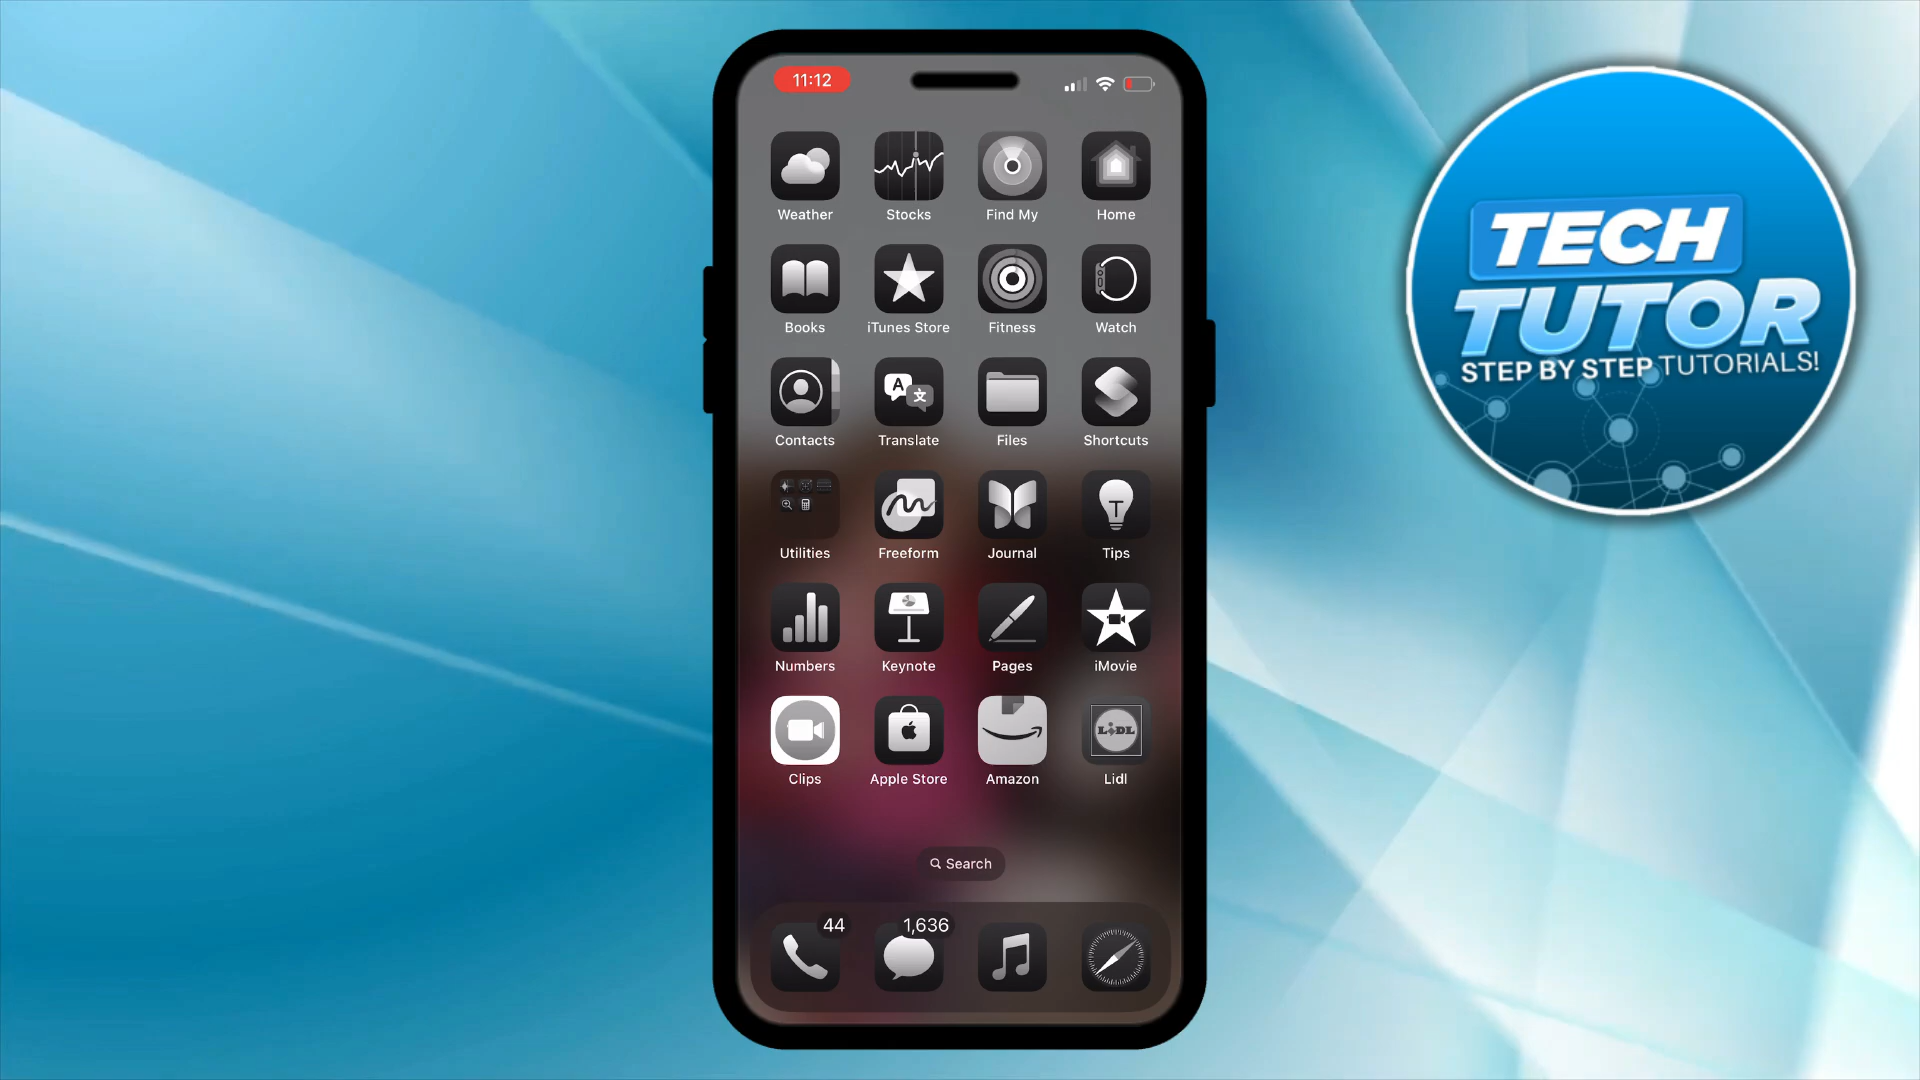 11:12
Weather Stocks Find My Home
Books iTunes Store Fitness Watch
Contacts A 文 Translate Files Shortcuts
Utilities Freeform Journal T Tips
Numbers Keynote Pages iMovie
LIDL
Clips Apple Store Amazon Lidl
Search
44 1,636
TECH
TUTOR
STEP BY STEP TUTORIALS!